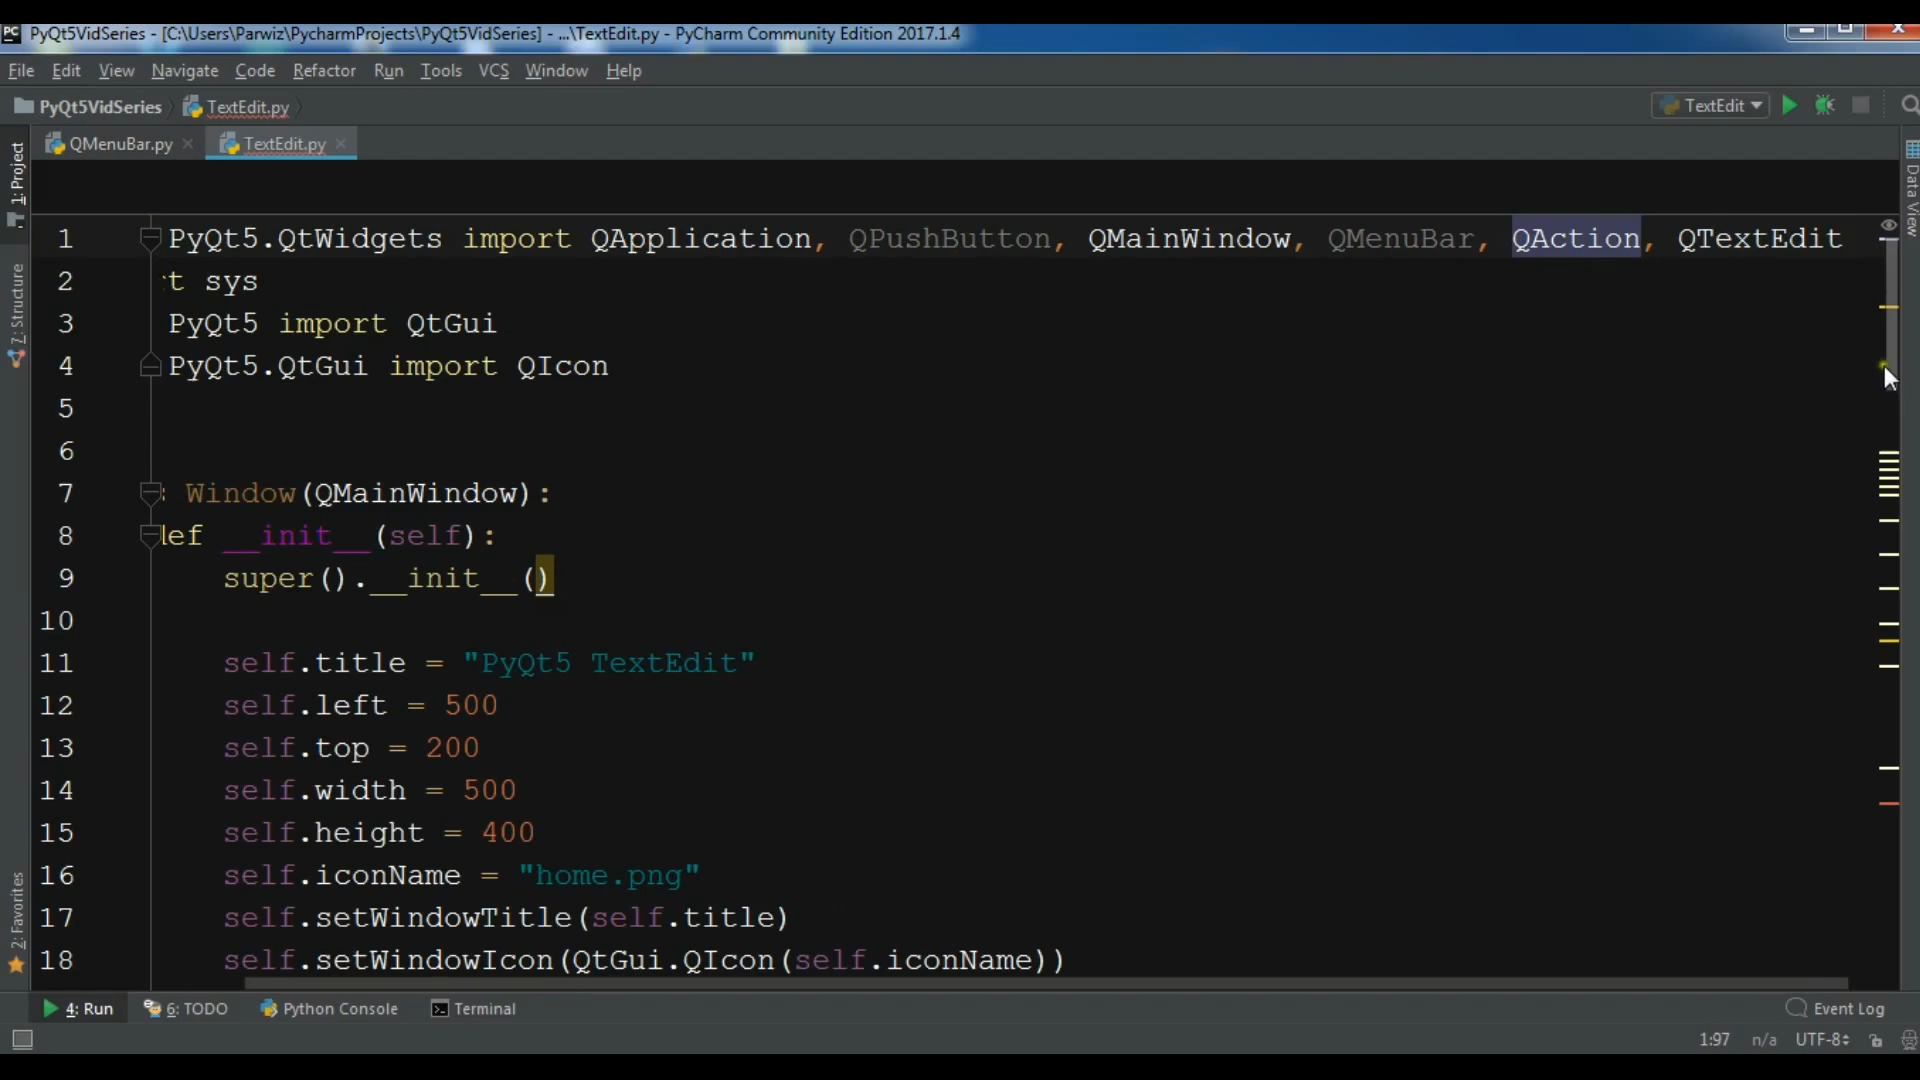 PC PyQt5VidSeries - [C:\Users\Parwiz\PycharmProjects\PyQt5VidSeries] - ...\TextEdit.py - PyCharm Community Edition 2017.1.4
File Edit View Navigate Code Refactor Run Tools VCS Window Help
PyQt5VidSeries TextEdit.py TextEdit
QMenuBar.py TextEdit.py
1: Project
7: Structure
2: Favorites
Data View
1 PyQt5.QtWidgets import QApplication, QPushButton, QMainWindow, QMenuBar, QAction, QTextEdit
2 t sys
3 PyQt5 import QtGui
4 PyQt5.QtGui import QIcon
5
6
7 Window(QMainWindow):
8 def __init__(self):
9 super().__init__()
10
11 self.title = "PyQt5 TextEdit"
12 self.left = 500
13 self.top = 200
14 self.width = 500
15 self.height = 400
16 self.iconName = "home.png"
17 self.setWindowTitle(self.title)
18 self.setWindowIcon(QtGui.QIcon(self.iconName))
4: Run 6: TODO Python Console Terminal Event Log
1:97 n/a UTF-8